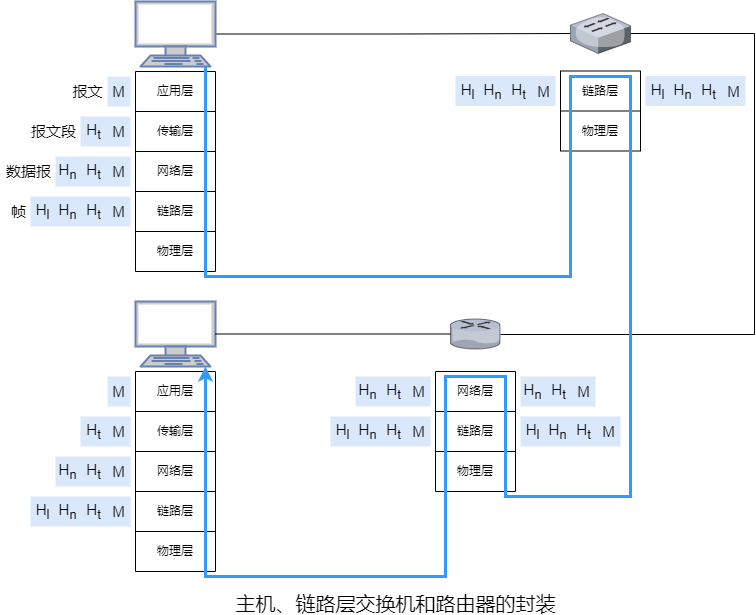 报文 M 应用层
H_l H_n H_t M 链路层 H_l H_n H_t M
报文段 H_t M 传输层
物理层
数据报 H_n H_t M 网络层
帧 H_l H_n H_t M 链路层
物理层
M 应用层
H_n H_t M 网络层 H_n H_t M
H_t M 传输层
H_l H_n H_t M 链路层 H_l H_n H_t M
H_n H_t M 网络层
物理层
H_l H_n H_t M 链路层
物理层
主机、链路层交换机和路由器的封装